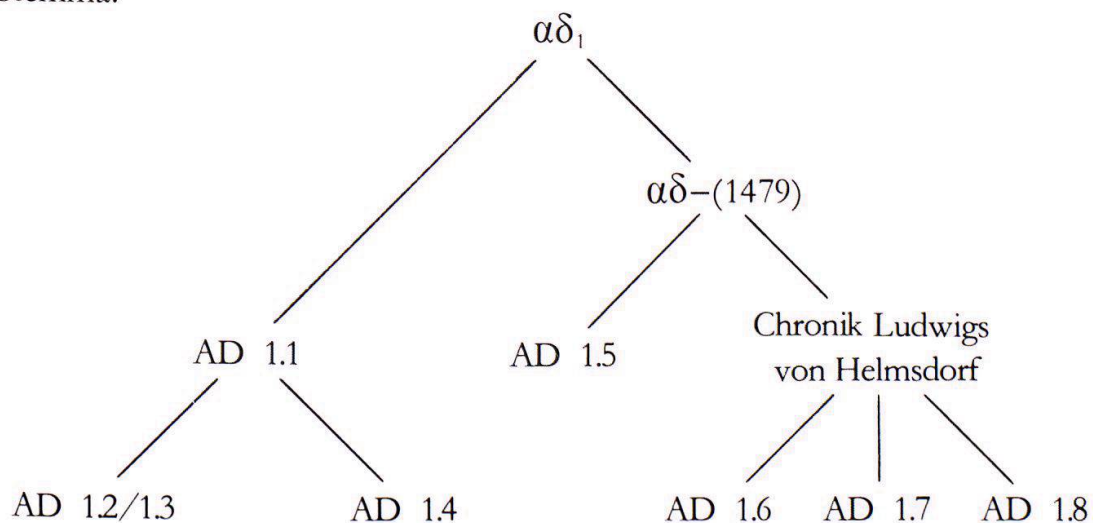 Stemma:
αδ₁
αδ–(1479)
AD 1.1
AD 1.5
Chronik Ludwigs
von Helmsdorf
AD 1.2/1.3
AD 1.4
AD 1.6
AD 1.7
AD 1.8